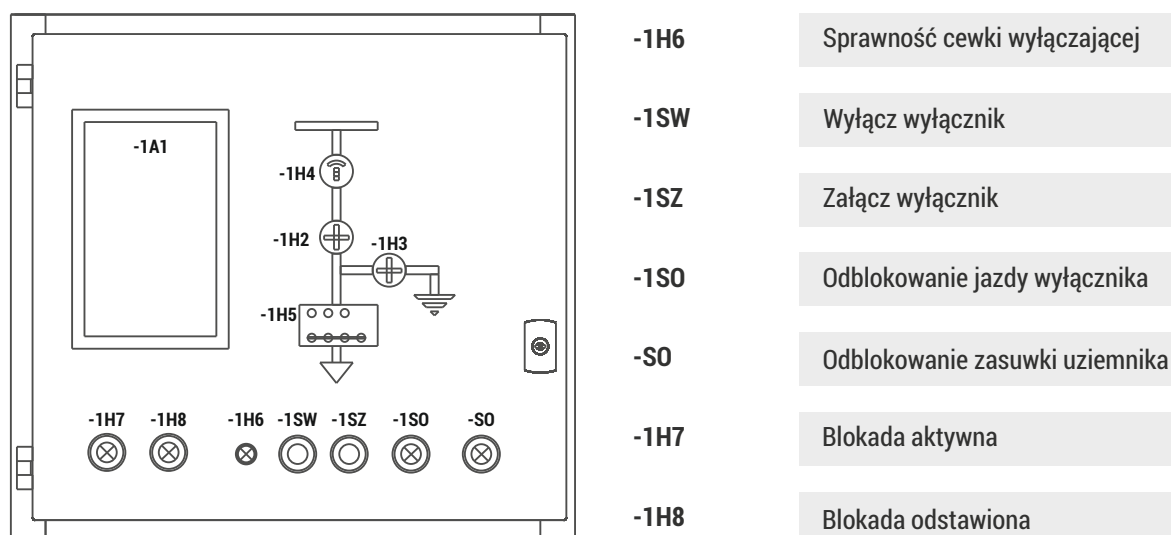 -1A1
-1H4
-1H2
-1H3
-1H5
-1H7 -1H8 -1H6 -1SW -1SZ -1SO -SO
-1H6 Sprawność cewki wyłączającej
-1SW Wyłącz wyłącznik
-1SZ Załącz wyłącznik
-1SO Odblokowanie jazdy wyłącznika
-SO Odblokowanie zasuwki uziemnika
-1H7 Blokada aktywna
-1H8 Blokada odstawiona